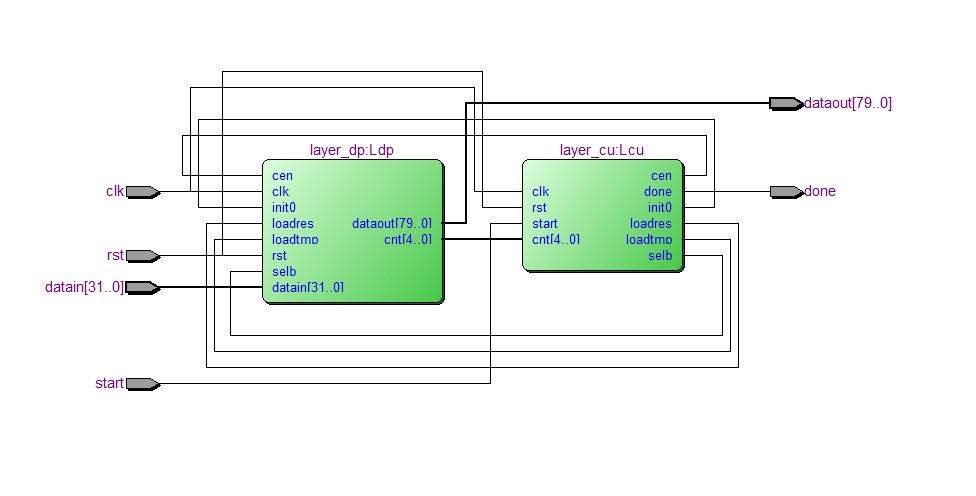 dataout[79..0]
layer_dp:Ldp
layer_cu:Lcu
cen
cen
clk
clk
clk
done
done
init0
rst
init0
loadres
dataout[79..0]
start
loadres
loadtmp
cnt[4..0]
cnt[4..0]
loadtmp
rst
rst
selb
selb
datain[31..0]
datain[31..0]
start